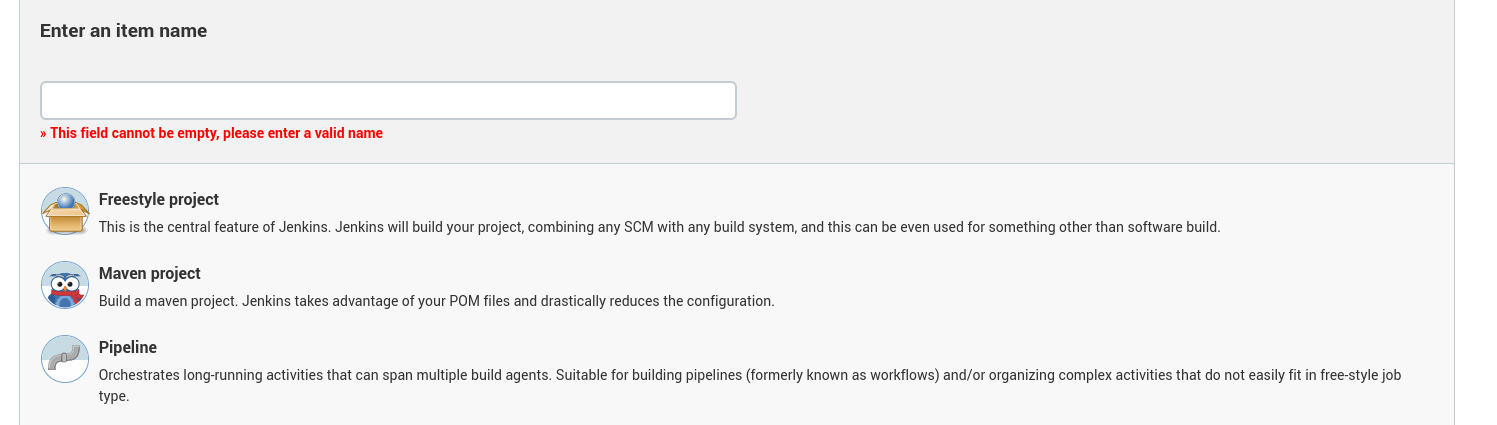 Enter an item name
» This field cannot be empty, please enter a valid name
Freestyle project
This is the central feature of Jenkins. Jenkins will build your project, combining any SCM with any build system, and this can be even used for something other than software build.
Maven project
Build a maven project. Jenkins takes advantage of your POM files and drastically reduces the configuration.
Pipeline
Orchestrates long-running activities that can span multiple build agents. Suitable for building pipelines (formerly known as workflows) and/or organizing complex activities that do not easily fit in free-style job
type.